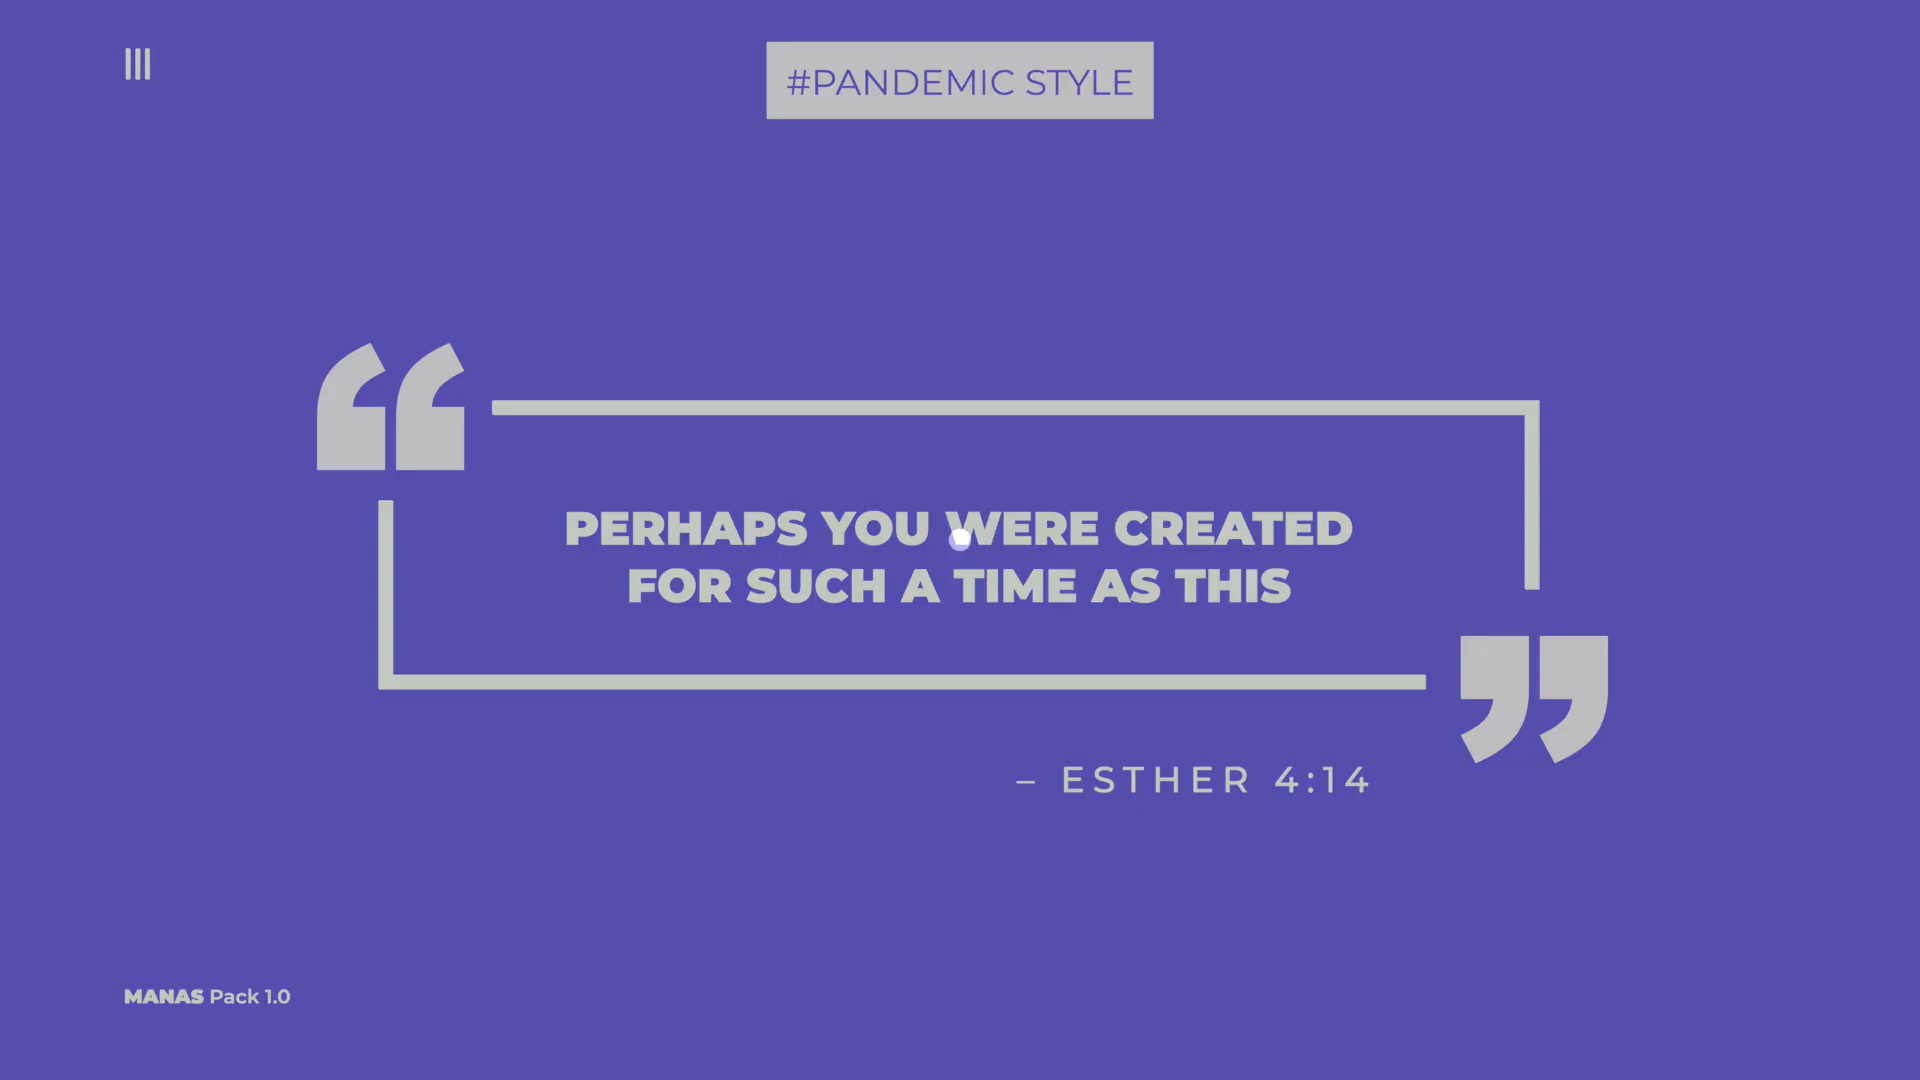 #PANDEMIC STYLE
PERHAPS YOU WERE CREATED
FOR SUCH A TIME AS THIS
– ESTHER 4:14
MANAS Pack 1.0